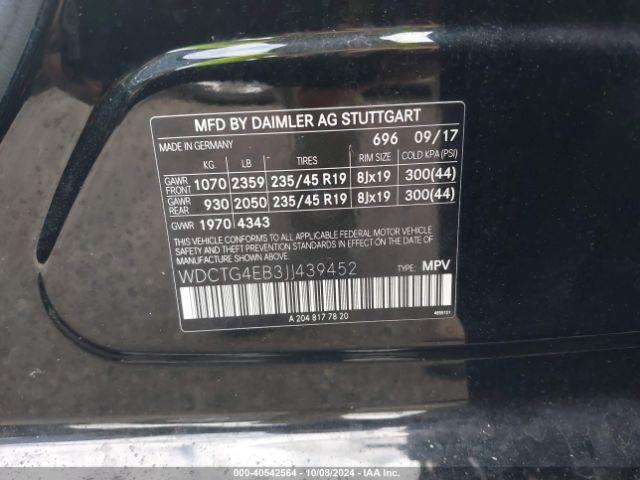 MFD BY DAIMLER AG STUTTGART
MADE IN GERMANY 696 09/17
KG LB TIRES RIM SIZE COLD KPA (PSI)
GAWR FRONT 1070 2359 235/45 R19 8Jx19 300(44)
GAWR REAR 930 2050 235/45 R19 8Jx19 300(44)
GVWR 1970 4343
THIS VEHICLE CONFORMS TO ALL APPLICABLE FEDERAL MOTOR VEHICLE
SAFETY, BUMPER, AND THEFT PREVENTION STANDARDS IN EFFECT ON THE DATE OF
MANUFACTURE SHOWN ABOVE.
WDCTG4EB3JJ439452 TYPE: MPV
A 204 817 78 20
000-40542564 | 10/08/2024 | IAA Inc.